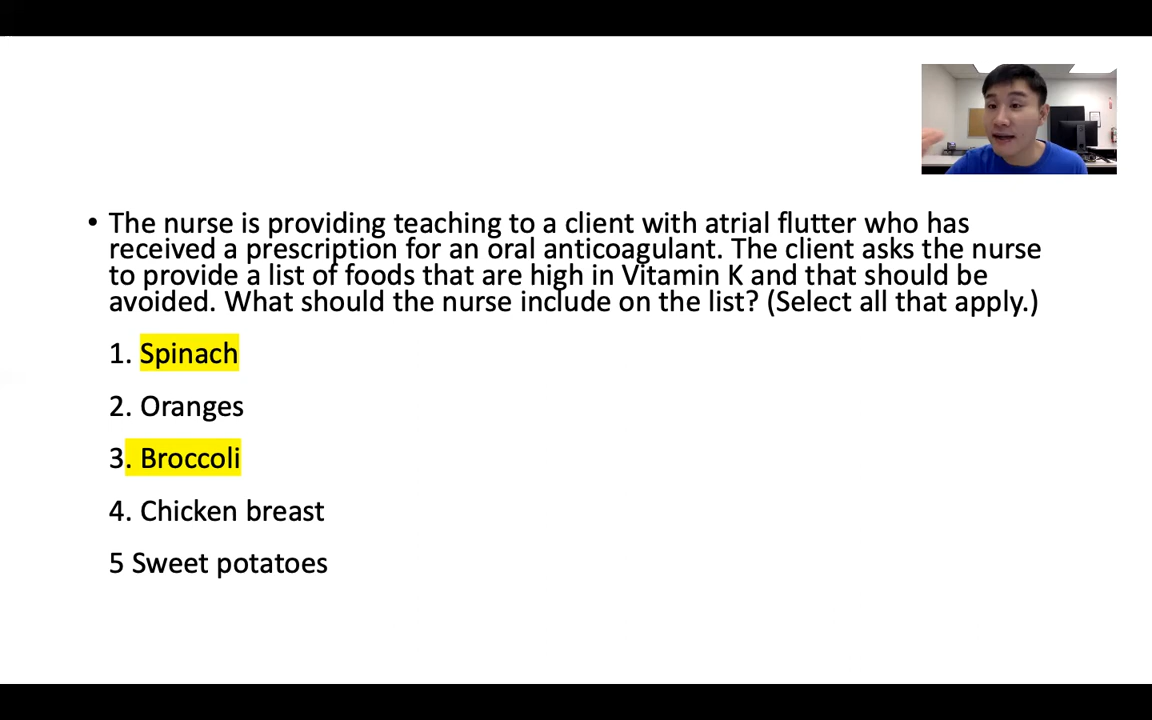 • The nurse is providing teaching to a client with atrial flutter who has
received a prescription for an oral anticoagulant. The client asks the nurse
to provide a list of foods that are high in Vitamin K and that should be
avoided. What should the nurse include on the list? (Select all that apply.)
1. Spinach
2. Oranges
3. Broccoli
4. Chicken breast
5 Sweet potatoes